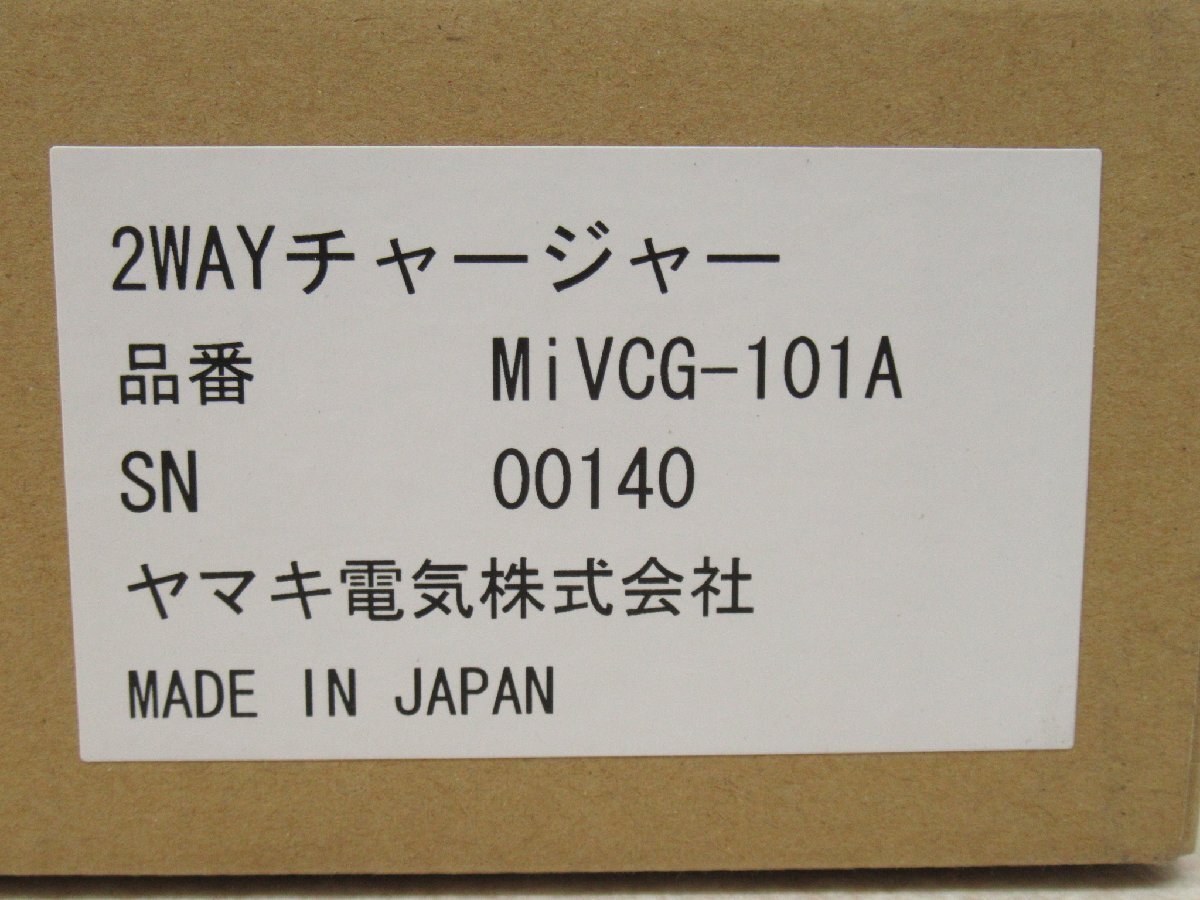 2WAYチャージャー
品番 MiVCG-101A
SN 00140
ヤマキ電気株式会社
MADE IN JAPAN